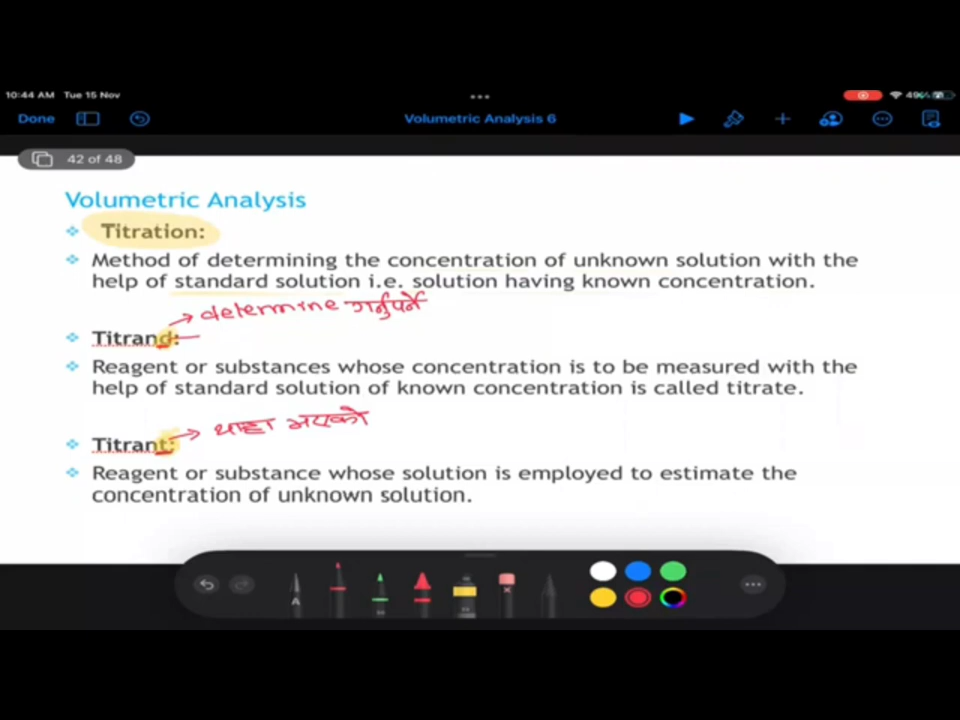 10:44 AM Tue 15 Nov
49%
Done
Volumetric Analysis 6
42 of 48
Volumetric Analysis
Titration:
Method of determining the concentration of unknown solution with the
help of standard solution i.e. solution having known concentration.
determine गर्नुपर्ने
Titrand:
Reagent or substances whose concentration is to be measured with the
help of standard solution of known concentration is called titrate.
थाहा भएको
Titrant:
Reagent or substance whose solution is employed to estimate the
concentration of unknown solution.
A